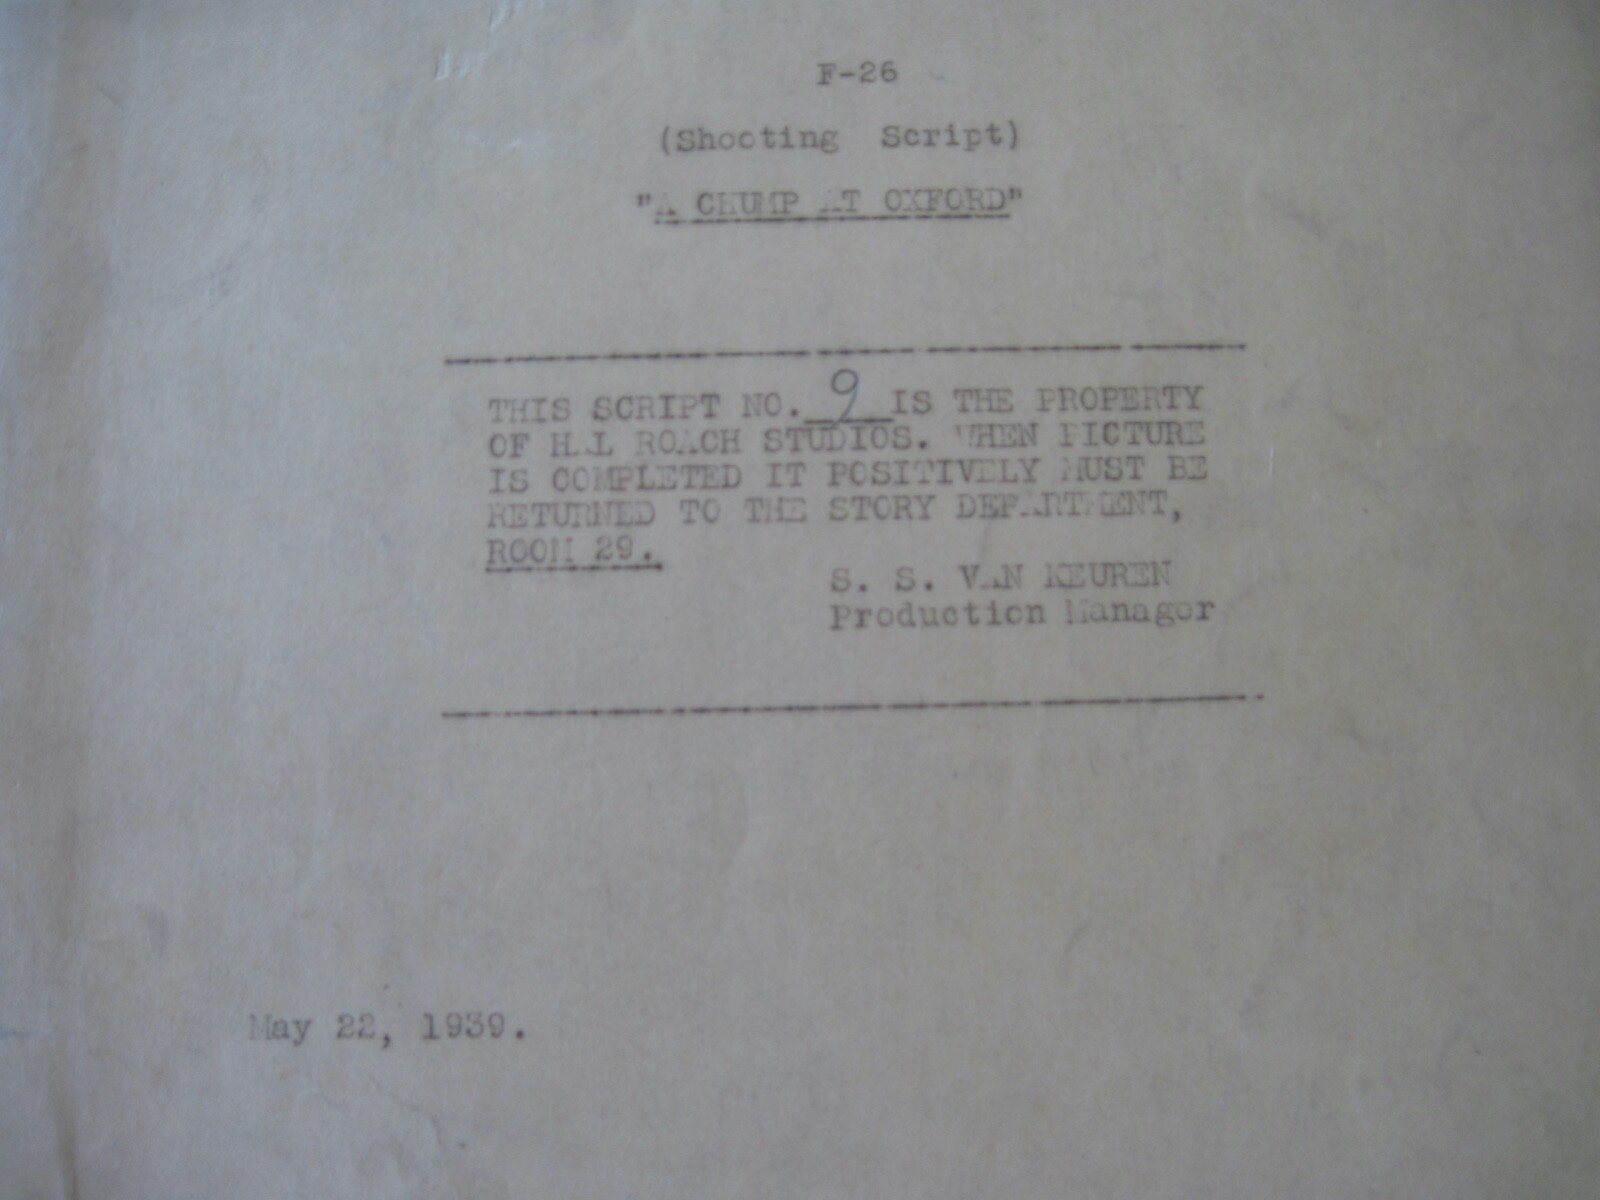 F-26
(Shooting Script)
"A CHUMP AT OXFORD"
THIS SCRIPT NO. 9 IS THE PROPERTY
OF HAL ROACH STUDIOS. WHEN PICTURE
IS COMPLETED IT POSITIVELY MUST BE
RETURNED TO THE STORY DEPARTMENT,
ROOM 29.
S. S. VAN KEUREN
Production Manager
May 22, 1939.